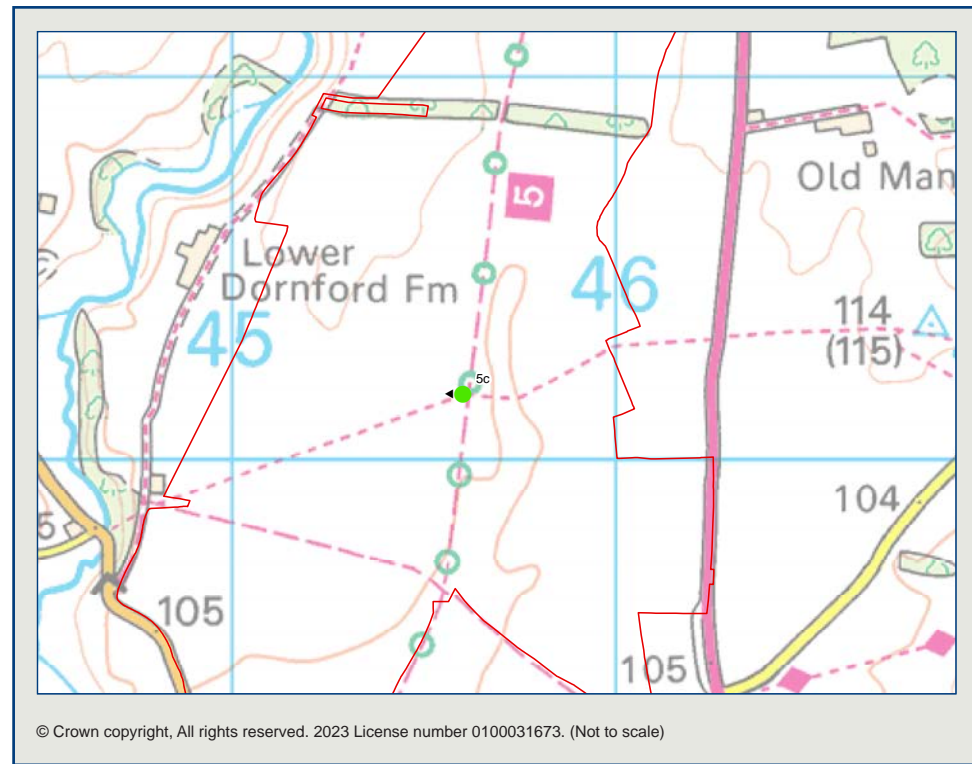 5
Old Man
Lower
Dornford Fm
45
46
114
(115)
5c
104
5
105
105
© Crown copyright, All rights reserved. 2023 License number 0100031673. (Not to scale)